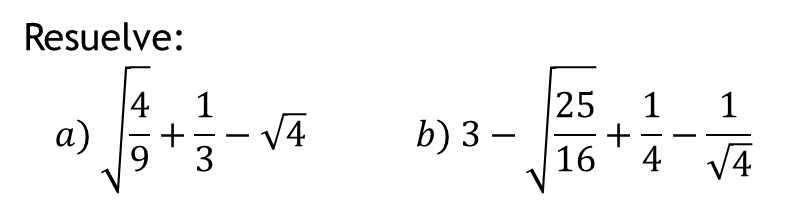 Resuelve:
a) √(4/9) + 1/3 − √4    b) 3 − √(25/16) + 1/4 − 1/√4